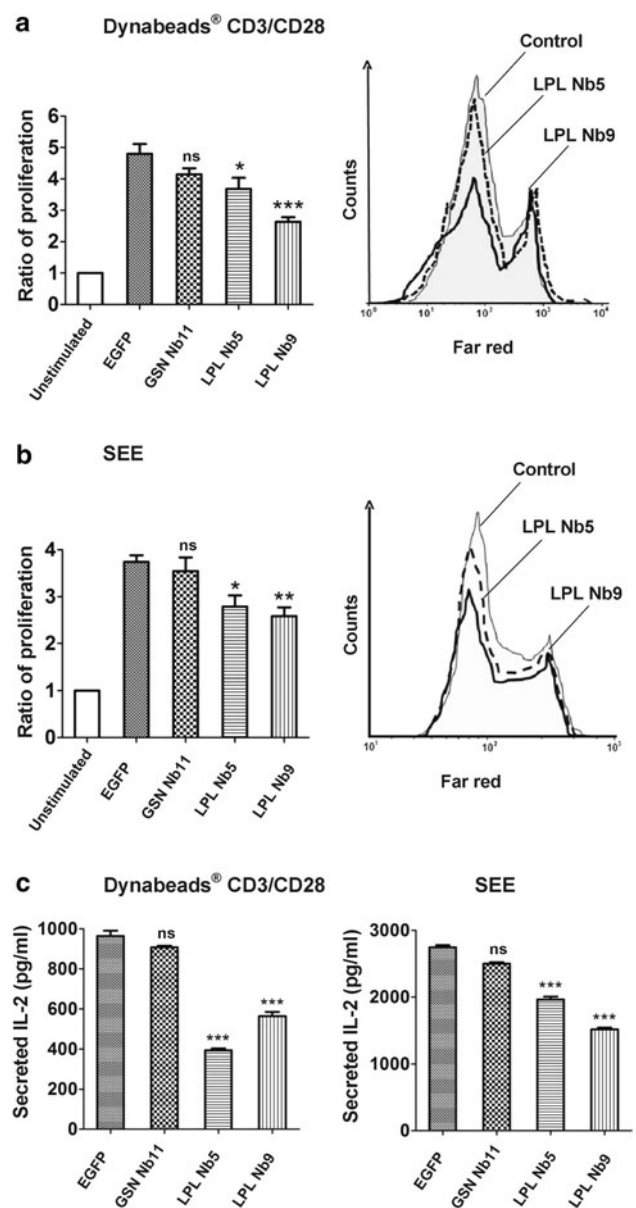 a
Dynabeads® CD3/CD28
Ratio of proliferation
6
5
4
3
2
1
0
ns
*
***
Unstimulated
EGFP
GSN Nb11
LPL Nb5
LPL Nb9
Control
LPL Nb5
LPL Nb9
Counts
10⁰ 10¹ 10² 10³ 10⁴
Far red
b
SEE
Ratio of proliferation
4
3
2
1
0
ns
*
**
Unstimulated
EGFP
GSN Nb11
LPL Nb5
LPL Nb9
Control
LPL Nb5
LPL Nb9
Counts
10¹ 10² 10³
Far red
c
Dynabeads® CD3/CD28
Secreted IL-2 (pg/ml)
1000
800
600
400
200
0
ns
***
***
EGFP
GSN Nb11
LPL Nb5
LPL Nb9
SEE
Secreted IL-2 (pg/ml)
3000
2000
1000
0
ns
***
***
EGFP
GSN Nb11
LPL Nb5
LPL Nb9